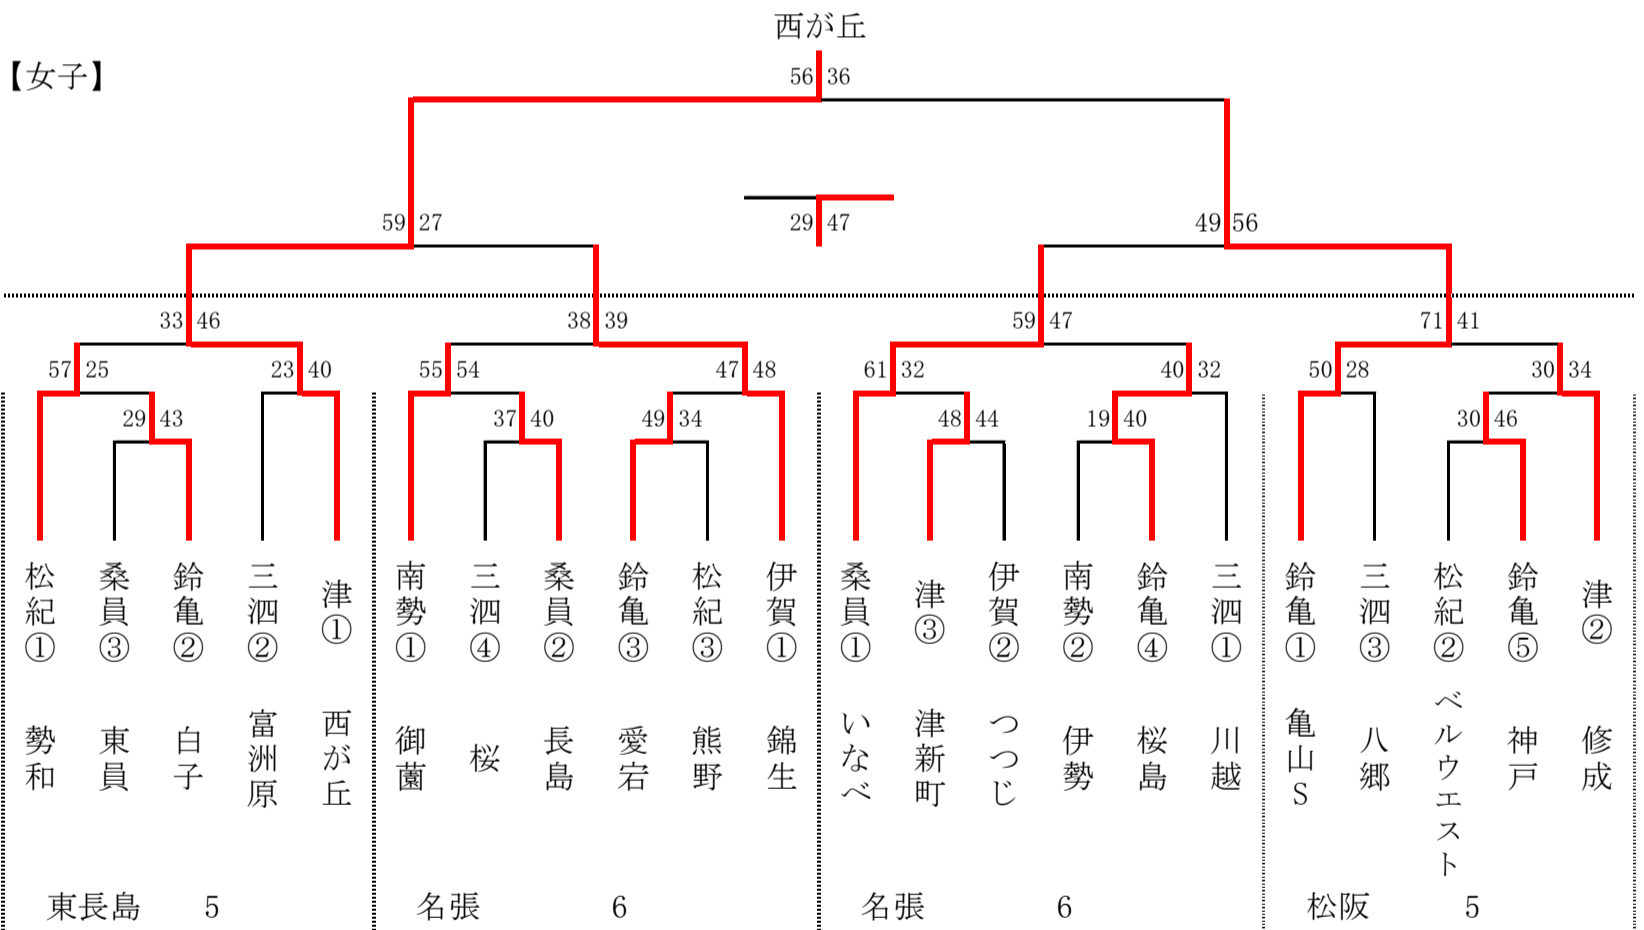 西が丘
【女子】
56 36
59 27
29 47
49 56
33 46
38 39
59 47
71 41
57 25
23 40
55 54
47 48
61 32
40 32
50 28
30 34
29 43
37 40
49 34
48 44
19 40
30 46
松紀①
桑員③
鈴亀②
三泗②
津①
南勢①
三泗④
桑員②
鈴亀③
松紀③
伊賀①
桑員①
津③
伊賀②
南勢②
鈴亀④
三泗①
鈴亀①
三泗③
松紀②
鈴亀⑤
津②
勢和
東員
白子
富洲原
西が丘
御薗
桜
長島
愛宕
熊野
錦生
いなべ
津新町
つつじ
伊勢
桜島
川越
亀山S
八郷
ベルウエスト
神戸
修成
東長島 5
名張 6
名張 6
松阪 5